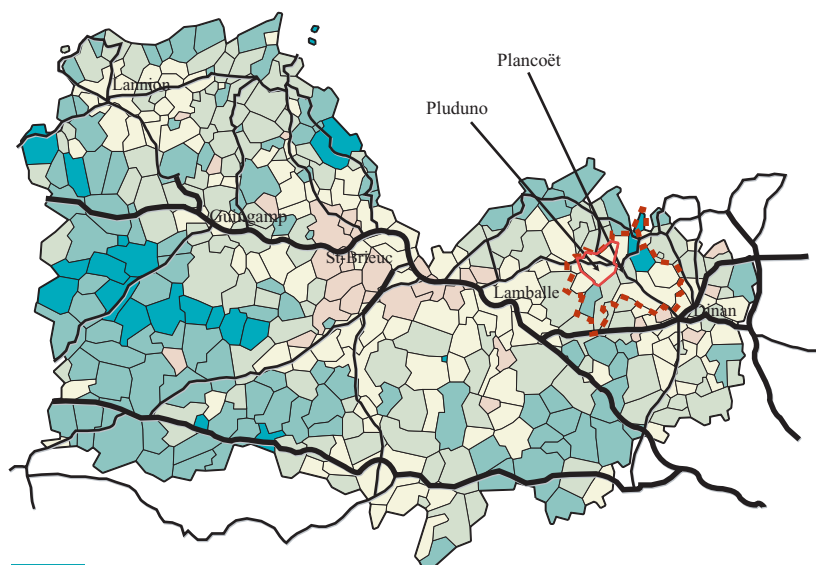 Plancoët
Lannion
Pluduno
Guingamp
St-Brieuc
Lamballe
Dinan